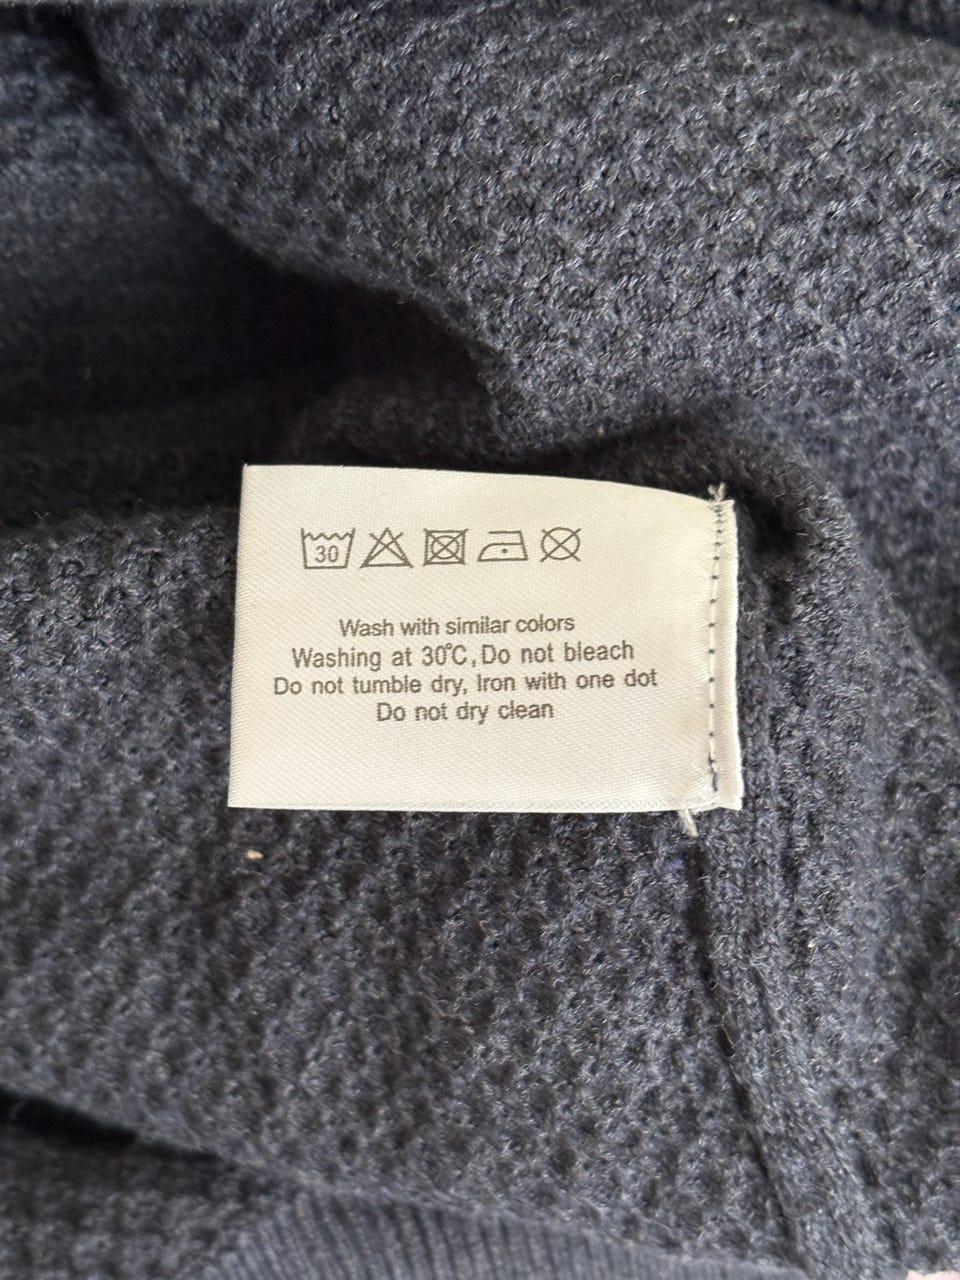 30
Wash with similar colors
Washing at 30°C, Do not bleach
Do not tumble dry, Iron with one dot
Do not dry clean